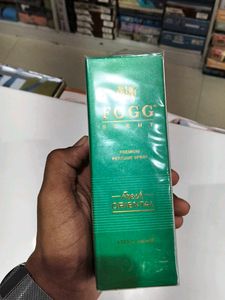 FOGG
SCENT
PREMIUM
PERFUME SPRAY
Fresh
ORIENTAL